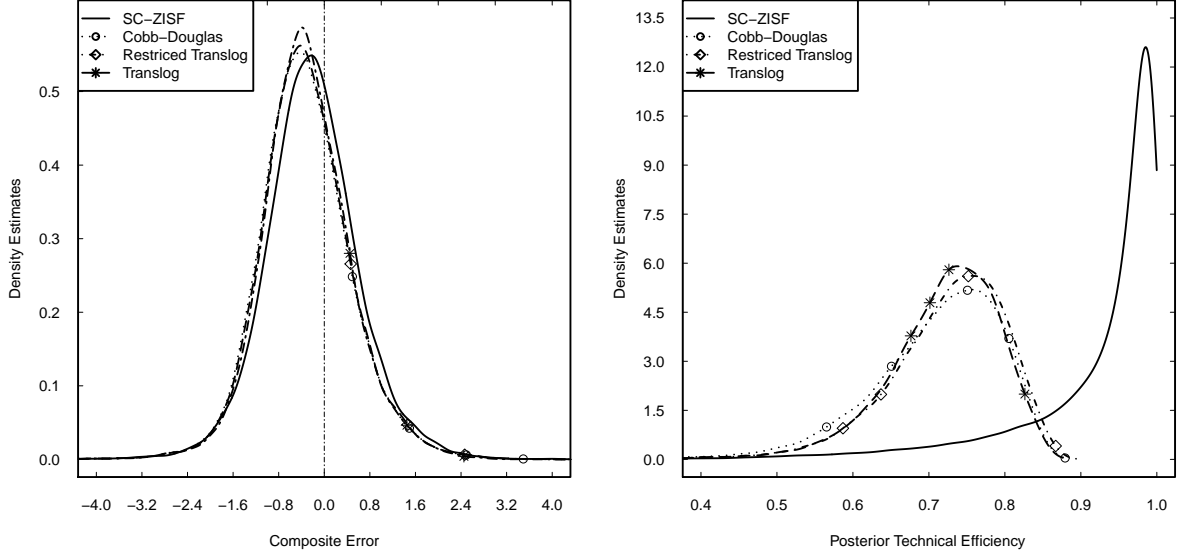 SC−ZISF
Cobb−Douglas
Restriced Translog
Translog
0.5
0.4
0.3
0.2
0.1
0.0
Density Estimates
−4.0 −3.2 −2.4 −1.6 −0.8 0.0 0.8 1.6 2.4 3.2 4.0
Composite Error
SC−ZISF
Cobb−Douglas
Restriced Translog
Translog
13.5
12.0
10.5
9.0
7.5
6.0
4.5
3.0
1.5
0.0
Density Estimates
0.4 0.5 0.6 0.7 0.8 0.9 1.0
Posterior Technical Efficiency